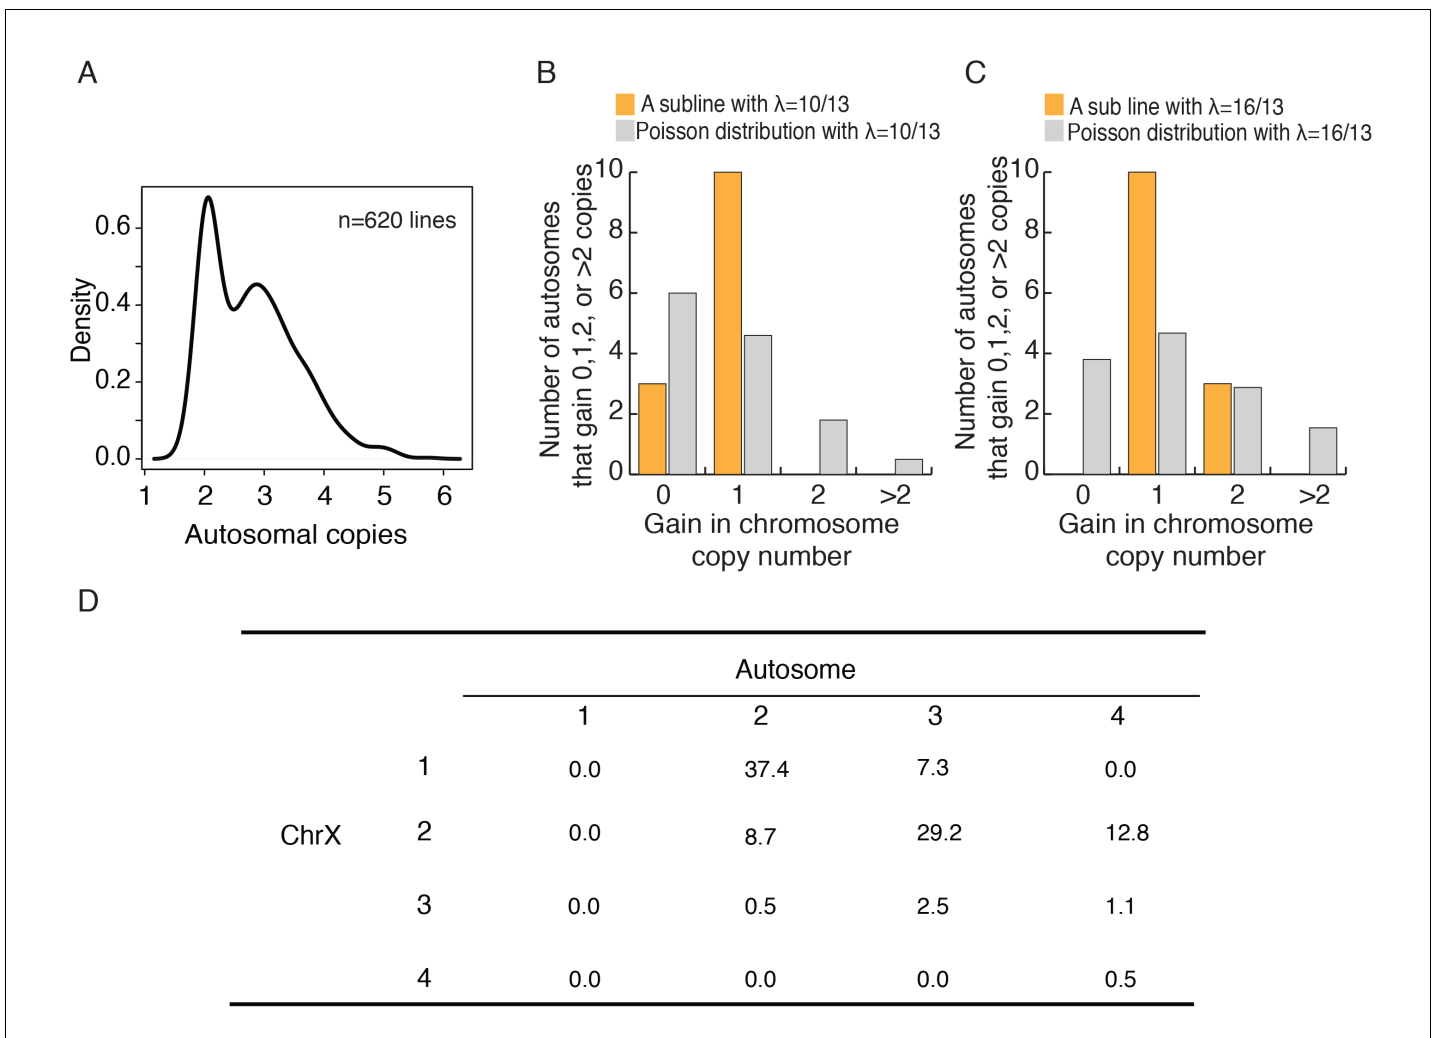 A
n=620 lines
Density
0.6
0.4
0.2
0.0
1 2 3 4 5 6
Autosomal copies
B
A subline with λ=10/13
Poisson distribution with λ=10/13
Number of autosomes
that gain 0,1,2, or >2 copies
10
8
6
4
2
0
0 1 2 >2
Gain in chromosome
copy number
C
A sub line with λ=16/13
Poisson distribution with λ=16/13
Number of autosomes
that gain 0,1,2, or >2 copies
10
8
6
4
2
0
0 1 2 >2
Gain in chromosome
copy number
D
Autosome
1 2 3 4
1 0.0 37.4 7.3 0.0
ChrX 2 0.0 8.7 29.2 12.8
3 0.0 0.5 2.5 1.1
4 0.0 0.0 0.0 0.5